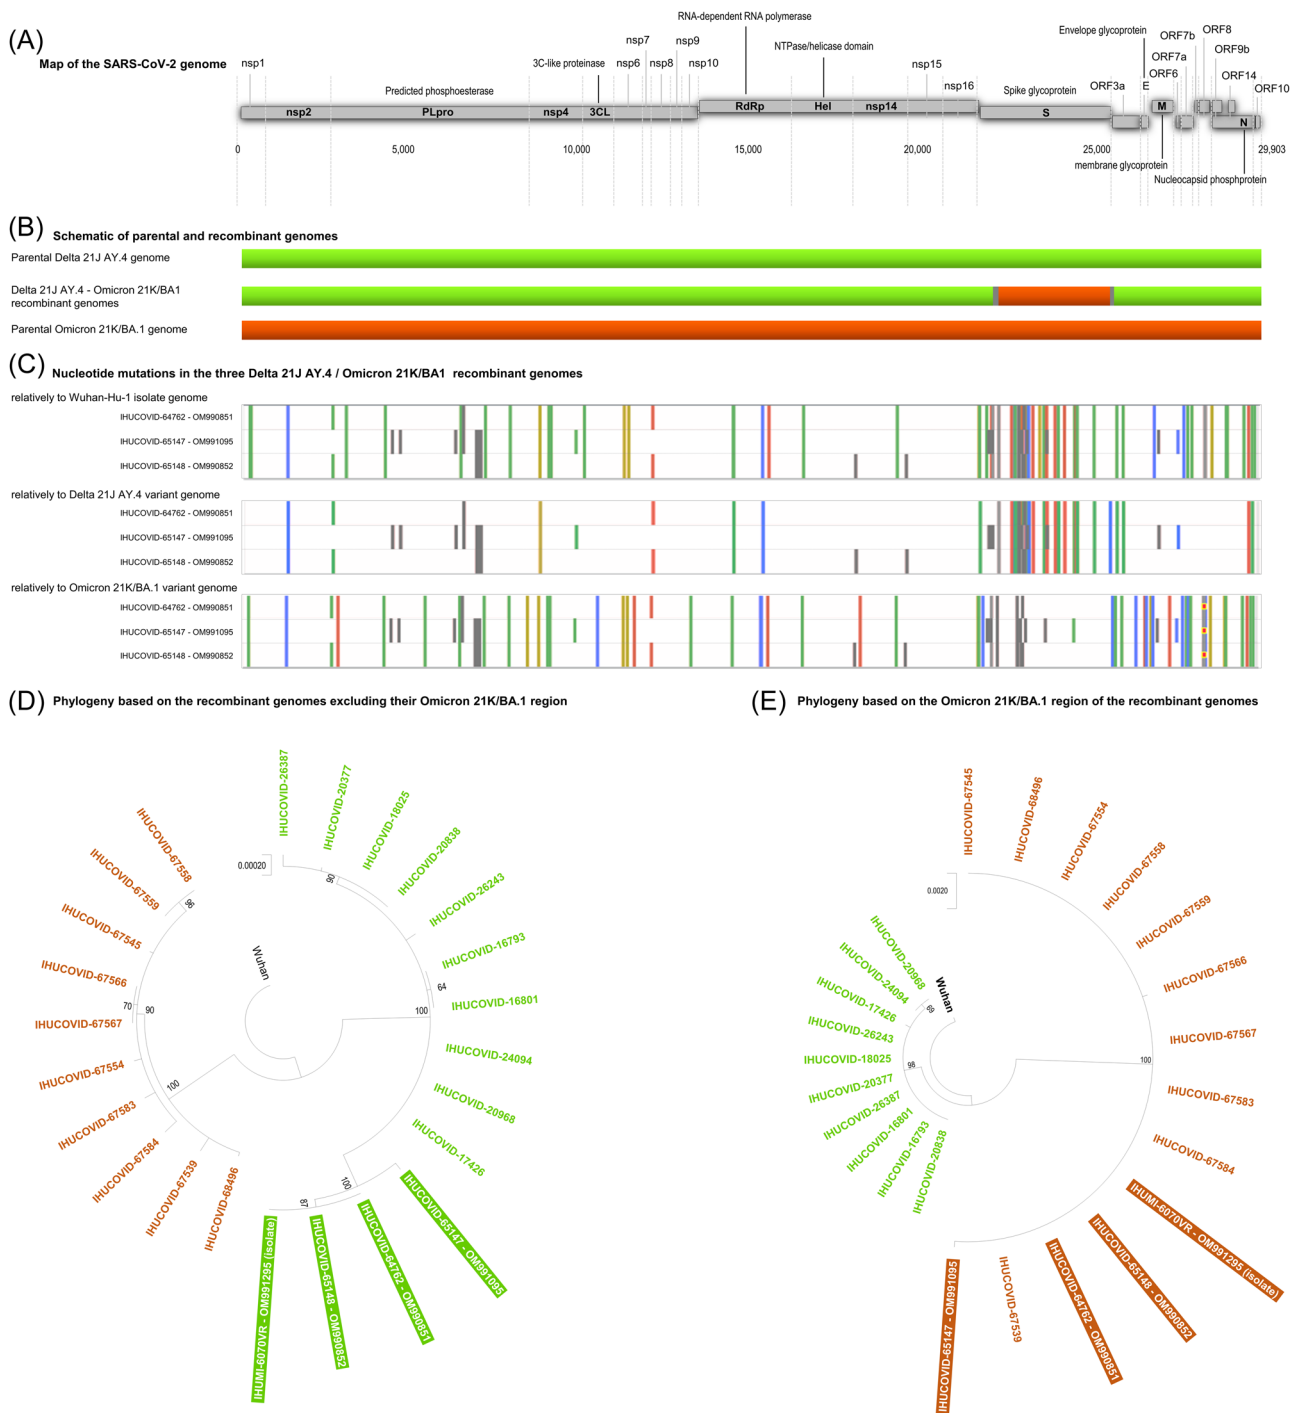 (A)
Map of the SARS-CoV-2 genome
RNA-dependent RNA polymerase
nsp1
3C-like proteinase
nsp7
nsp9
nsp6
nsp8
nsp10
NTPase/helicase domain
nsp15
nsp16
Envelope glycoprotein
ORF7b
ORF8
ORF7a
ORF9b
ORF3a
E
ORF6
ORF14
ORF10
Predicted phosphoesterase
Spike glycoprotein
nsp2
PLpro
nsp4
3CL
RdRp
Hel
nsp14
S
M
N
0
5,000
10,000
15,000
20,000
25,000
29,903
membrane glycoprotein
Nucleocapsid phosphprotein
(B)
Schematic of parental and recombinant genomes
Parental Delta 21J AY.4 genome
Delta 21J AY.4 - Omicron 21K/BA1
recombinant genomes
Parental Omicron 21K/BA.1 genome
(C)
Nucleotide mutations in the three Delta 21J AY.4 / Omicron 21K/BA1 recombinant genomes
relatively to Wuhan-Hu-1 isolate genome
IHUCOVID-64762 - OM990851
IHUCOVID-65147 - OM991095
IHUCOVID-65148 - OM990852
relatively to Delta 21J AY.4 variant genome
IHUCOVID-64762 - OM990851
IHUCOVID-65147 - OM991095
IHUCOVID-65148 - OM990852
relatively to Omicron 21K/BA.1 variant genome
IHUCOVID-64762 - OM990851
IHUCOVID-65147 - OM991095
IHUCOVID-65148 - OM990852
(D)
Phylogeny based on the recombinant genomes excluding their Omicron 21K/BA.1 region
IHUCOVID-26387
IHUCOVID-20377
IHUCOVID-18025
IHUCOVID-20838
IHUCOVID-26243
IHUCOVID-16793
IHUCOVID-16801
IHUCOVID-24094
IHUCOVID-20968
IHUCOVID-17426
IHUCOVID-65147 - OM991095
IHUCOVID-64762 - OM990851
IHUCOVID-65148 - OM990852
IHUMI-6070VR - OM991295 (isolate)
IHUCOVID-68496
IHUCOVID-67539
IHUCOVID-67584
IHUCOVID-67583
IHUCOVID-67554
IHUCOVID-67567
IHUCOVID-67566
IHUCOVID-67545
IHUCOVID-67559
IHUCOVID-67558
0.00020
Wuhan
90
64
100
100
87
100
90
70
96
(E)
Phylogeny based on the Omicron 21K/BA.1 region of the recombinant genomes
IHUCOVID-67545
IHUCOVID-68496
IHUCOVID-67554
IHUCOVID-67558
IHUCOVID-67559
IHUCOVID-67566
IHUCOVID-67567
IHUCOVID-67583
IHUCOVID-67584
IHUMI-6070VR - OM991295 (isolate)
IHUCOVID-65148 - OM990852
IHUCOVID-64762 - OM990851
IHUCOVID-67539
IHUCOVID-65147 - OM991095
IHUCOVID-20838
IHUCOVID-16793
IHUCOVID-16801
IHUCOVID-26387
IHUCOVID-20377
IHUCOVID-18025
IHUCOVID-26243
IHUCOVID-17426
IHUCOVID-24094
IHUCOVID-20968
0.0020
Wuhan
69
98
100